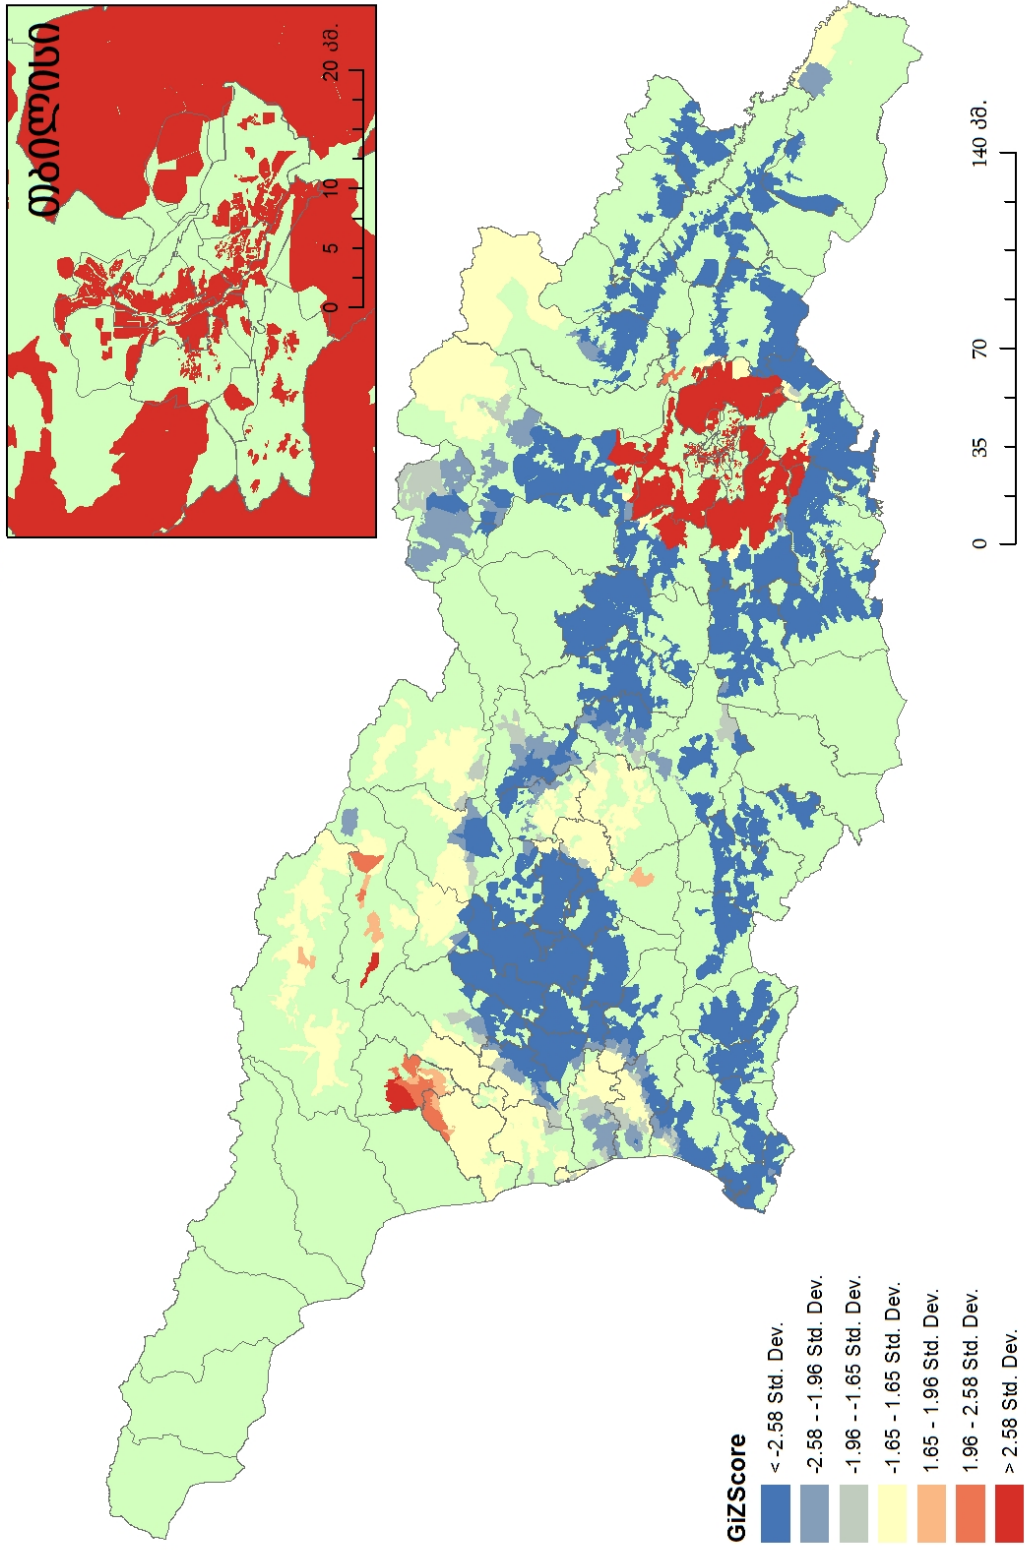 თბილისი
0 5 10 20 კმ.
0 35 70 140 კმ.
GiZScore
< -2.58 Std. Dev.
-2.58 - -1.96 Std. Dev.
-1.96 - -1.65 Std. Dev.
-1.65 - 1.65 Std. Dev.
1.65 - 1.96 Std. Dev.
1.96 - 2.58 Std. Dev.
> 2.58 Std. Dev.